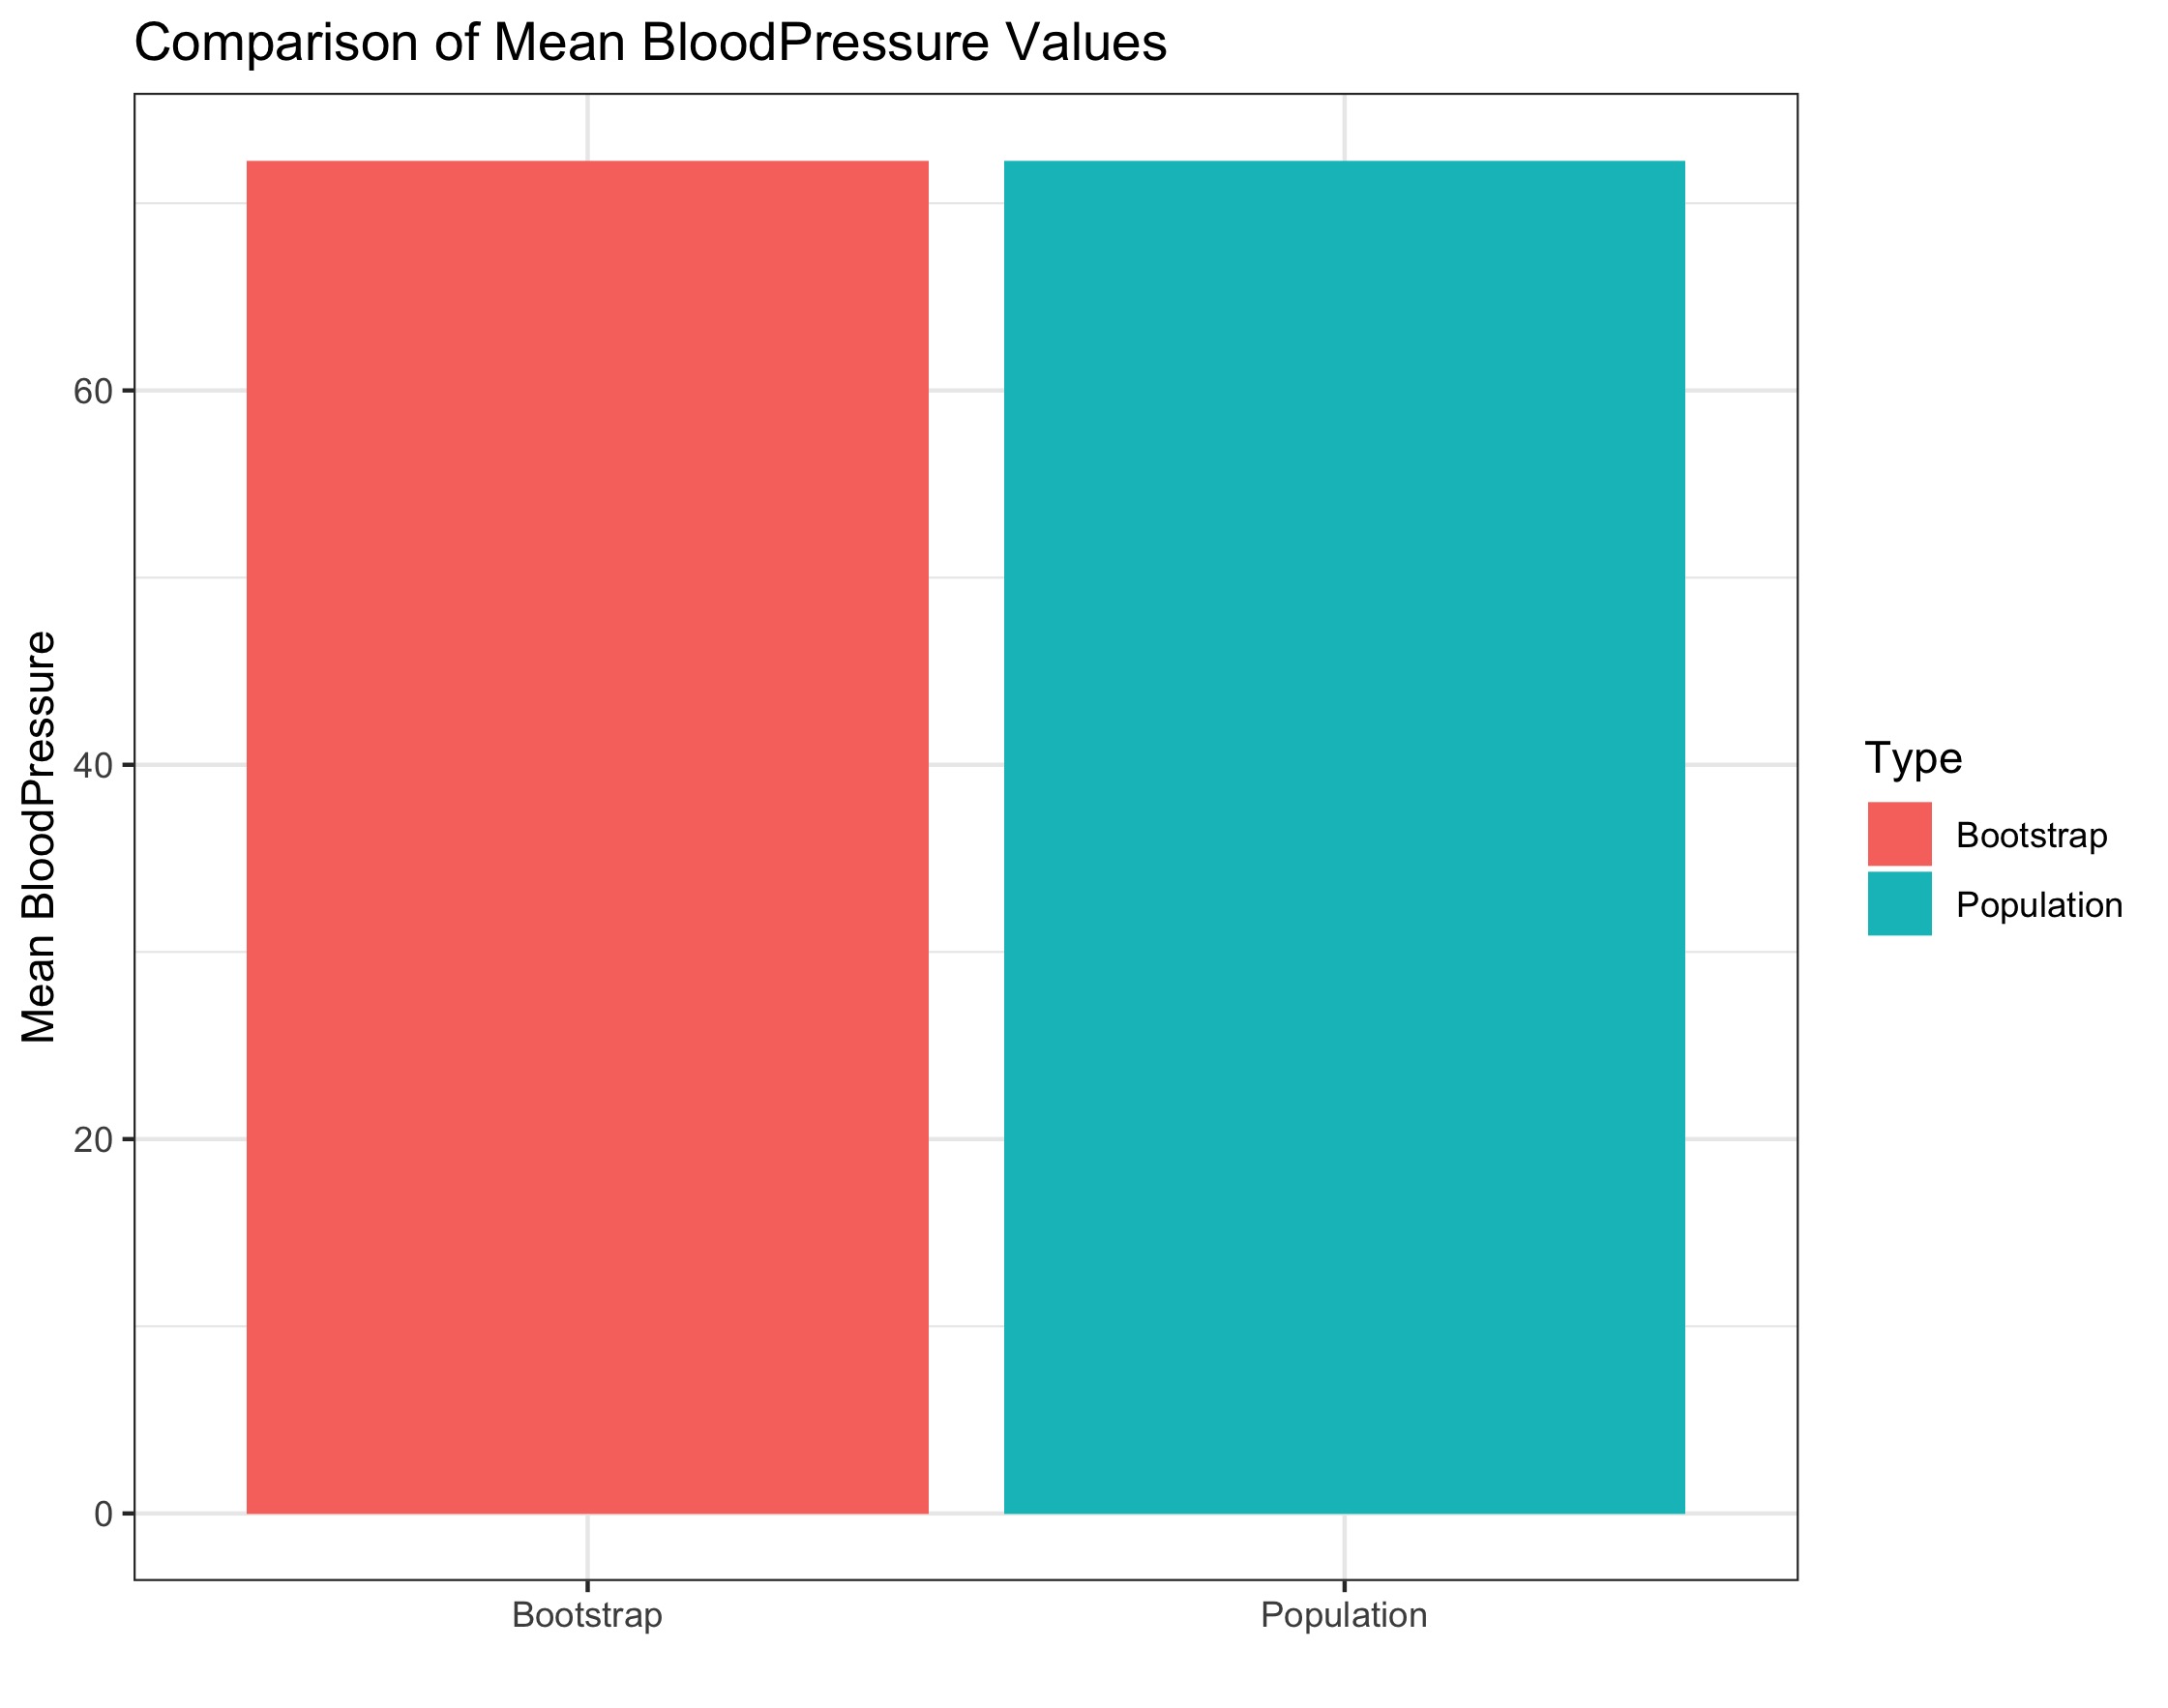 Comparison of Mean BloodPressure Values
Mean BloodPressure
60
40
20
0
Bootstrap
Population
Type
Bootstrap
Population